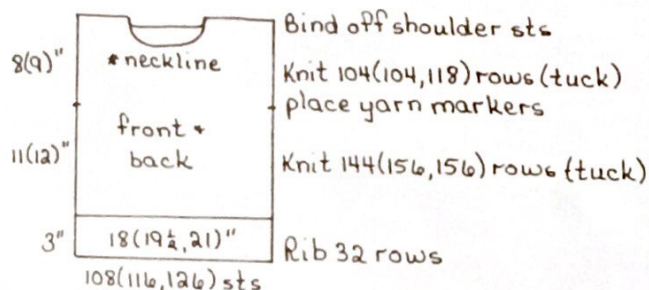 Bind off shoulder sts
8(9)"
* neckline
Knit 104(104,118) rows (tuck)
place yarn markers
front *
back
11(12)"
Knit 144(156,156) rows (tuck)
3"
18(19½,21)"
Rib 32 rows
108(116,126) sts